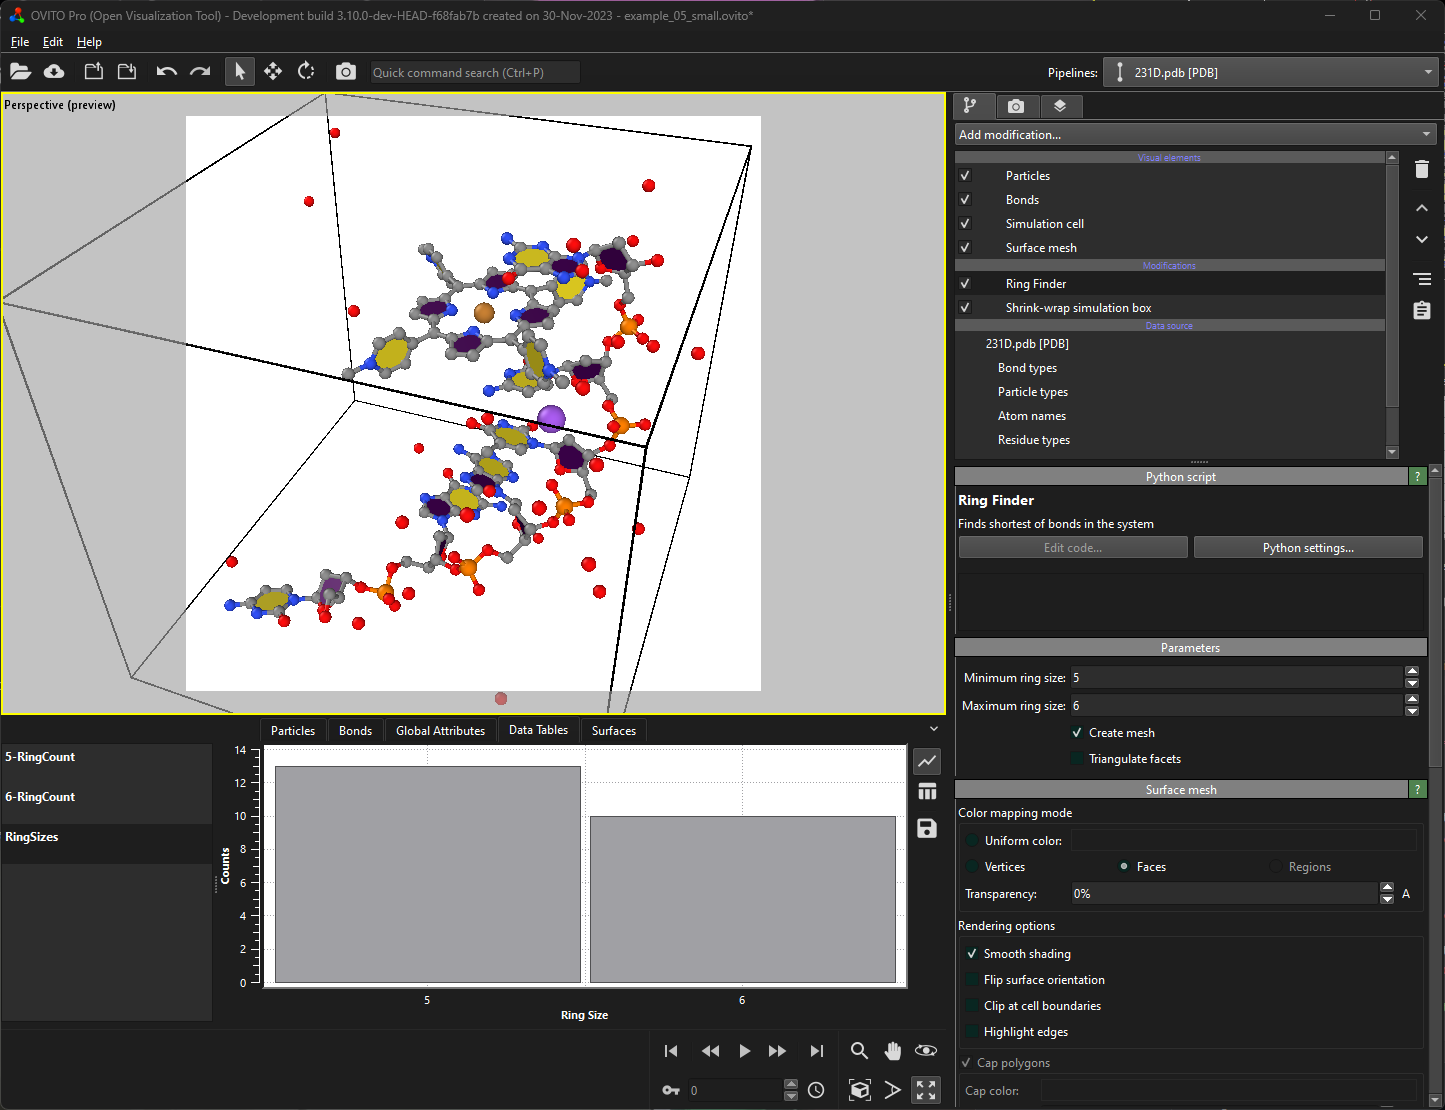 OVITO Pro (Open Visualization Tool) - Development build 3.10.0-dev-HEAD-f68fab7b created on 30-Nov-2023 - example_05_small.ovito*
File Edit Help
Quick command search (Ctrl+P)
Pipelines: 231D.pdb [PDB]
Perspective (preview)
Add modification...
Visual elements
Particles
Bonds
Simulation cell
Surface mesh
Modifications
Ring Finder
Shrink-wrap simulation box
Data source
231D.pdb [PDB]
Bond types
Particle types
Atom names
Residue types
Python script ?
Ring Finder
Finds shortest of bonds in the system
Edit code... Python settings...
Parameters
Minimum ring size: 5
Maximum ring size: 6
Create mesh
Triangulate facets
Surface mesh ?
Color mapping mode
Uniform color:
Vertices Faces Regions
Transparency: 0% A
Rendering options
Smooth shading
Flip surface orientation
Clip at cell boundaries
Highlight edges
Cap polygons
Cap color:
Particles Bonds Global Attributes Data Tables Surfaces
5-RingCount
6-RingCount
RingSizes
Counts
14
12
10
8
6
4
2
0
5 6
Ring Size
0